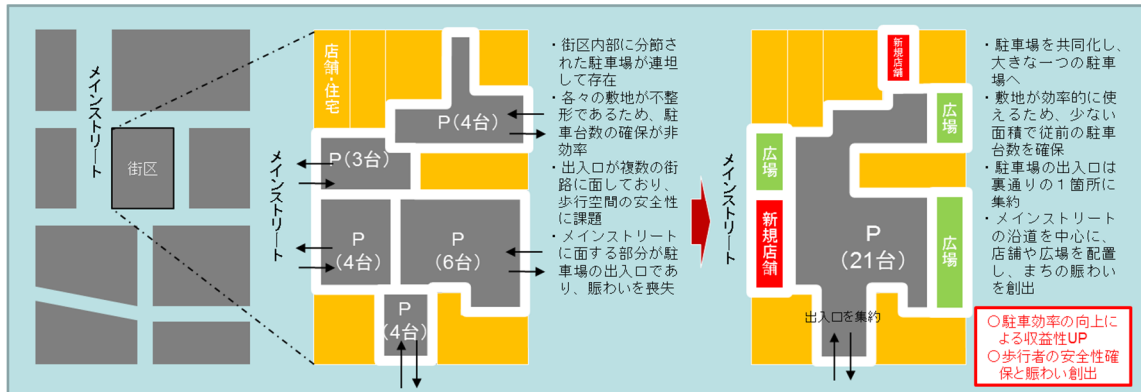 メインストリート
街区
店舗・住宅
P(4台)
P(3台)
メインストリート
P
(4台)
P
(6台)
P
(4台)
・街区内部に分節さ
れた駐車場が連坦
して存在
・各々の敷地が不整
形であるため、駐
車台数の確保が非
効率
・出入口が複数の街
路に面しており、
歩行空間の安全性
に課題
・メインストリート
に面する部分が駐
車場の出入口であ
り、賑わいを喪失
メインストリート
新規店舗
広場
広場
新規店舗
広場
P
(21台)
出入口を集約
・駐車場を共同化し、
大きな一つの駐車
場へ
・敷地が効率的に使
えるため、少ない
面積で従前の駐車
台数を確保
・駐車場の出入口は
裏通りの1箇所に
集約
・メインストリート
の沿道を中心に、
店舗や広場を配置
し、まちの賑わい
を創出
○駐車効率の向上に
よる収益性UP
○歩行者の安全性確
保と賑わい創出